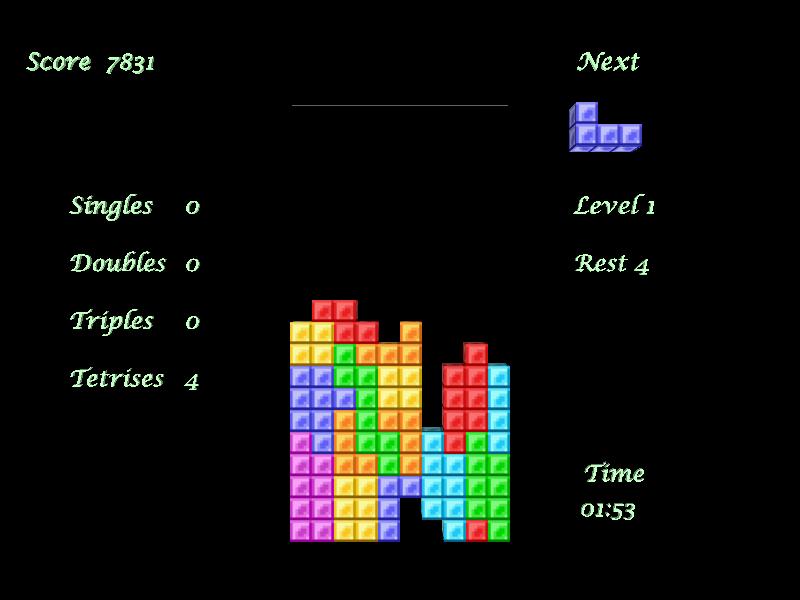 Score 7831
Next
Singles 0
Level 1
Doubles 0
Rest 4
Triples 0
Tetrises 4
Time
01:53